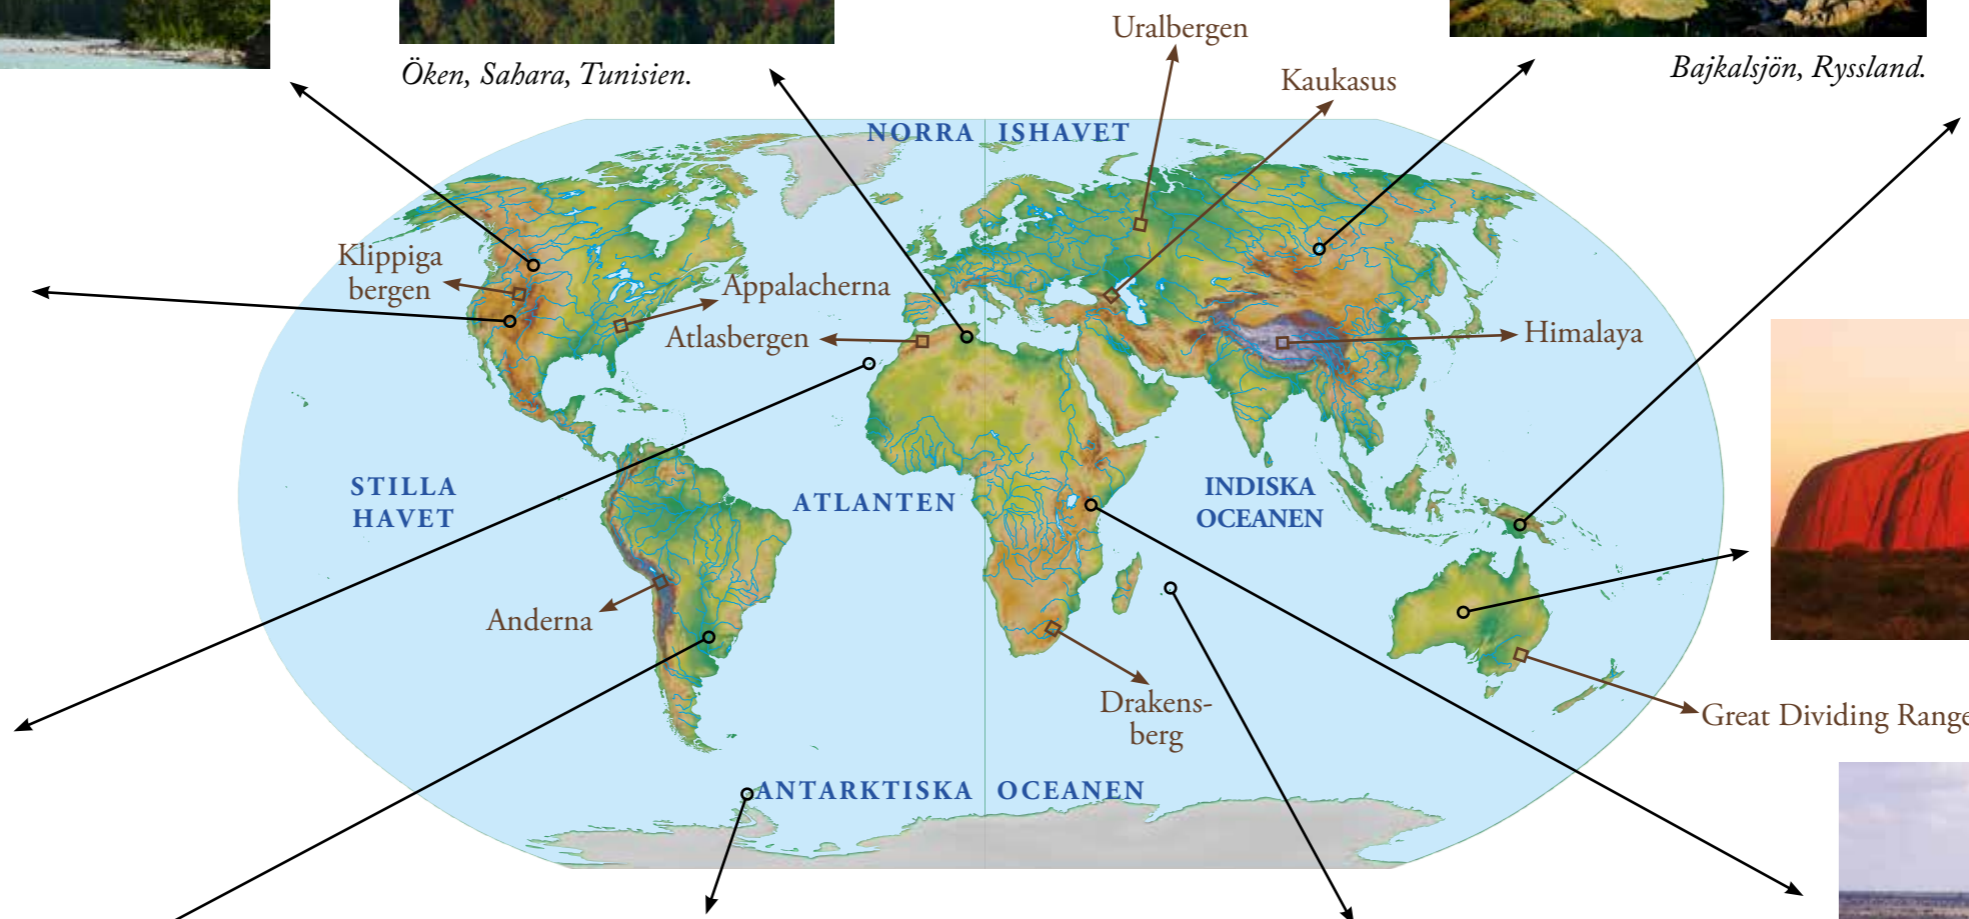 Uralbergen
Öken, Sahara, Tunisien.
Bajkalsjön, Ryssland.
Kaukasus
NORRA ISHAVET
Klippiga
bergen
Appalacherna
Atlasbergen
Himalaya
STILLA
HAVET
ATLANTEN
INDISKA
OCEANEN
Anderna
Drakens-
berg
Great Dividing Range
ANTARKTISKA OCEANEN